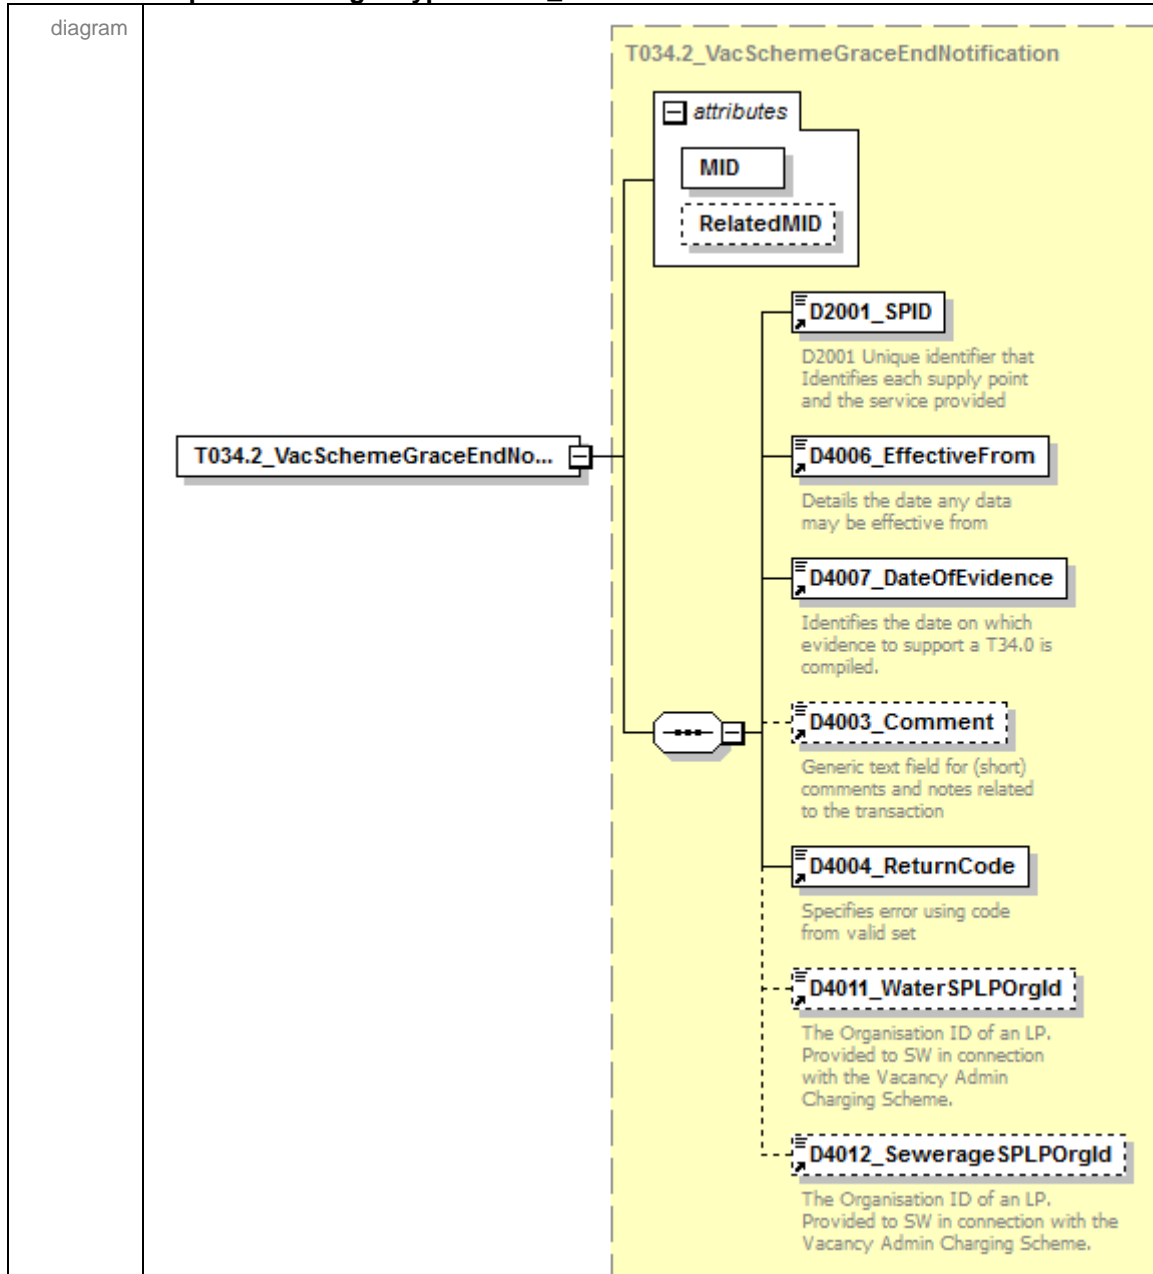 diagram
T034.2_VacSchemeGraceEndNotification
attributes
MID
RelatedMID
D2001_SPID
D2001 Unique identifier that
Identifies each supply point
and the service provided
T034.2_VacSchemeGraceEndNo...
D4006_EffectiveFrom
Details the date any data
may be effective from
D4007_DateOfEvidence
Identifies the date on which
evidence to support a T34.0 is
compiled.
D4003_Comment
Generic text field for (short)
comments and notes related
to the transaction
D4004_ReturnCode
Specifies error using code
from valid set
D4011_WaterSPLPOrgId
The Organisation ID of an LP.
Provided to SW in connection
with the Vacancy Admin
Charging Scheme.
D4012_SewerageSPLPOrgId
The Organisation ID of an LP.
Provided to SW in connection with the
Vacancy Admin Charging Scheme.